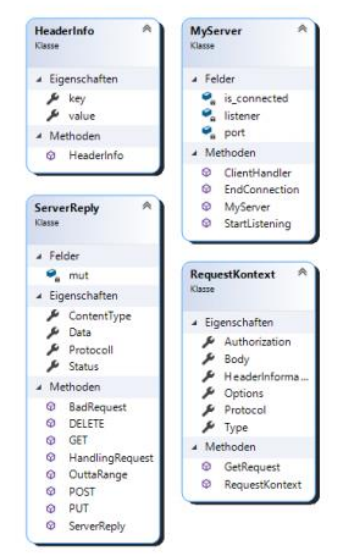 HeaderInfo
Klasse
Eigenschaften
key
value
Methoden
HeaderInfo
MyServer
Klasse
Felder
is_connected
listener
port
Methoden
ClientHandler
EndConnection
MyServer
StartListening
ServerReply
Klasse
Felder
mut
Eigenschaften
ContentType
Data
Protocoll
Status
Methoden
BadRequest
DELETE
GET
HandlingRequest
OuttaRange
POST
PUT
ServerReply
RequestKontext
Klasse
Eigenschaften
Authorization
Body
HeaderInforma...
Options
Protocol
Type
Methoden
GetRequest
RequestKontext